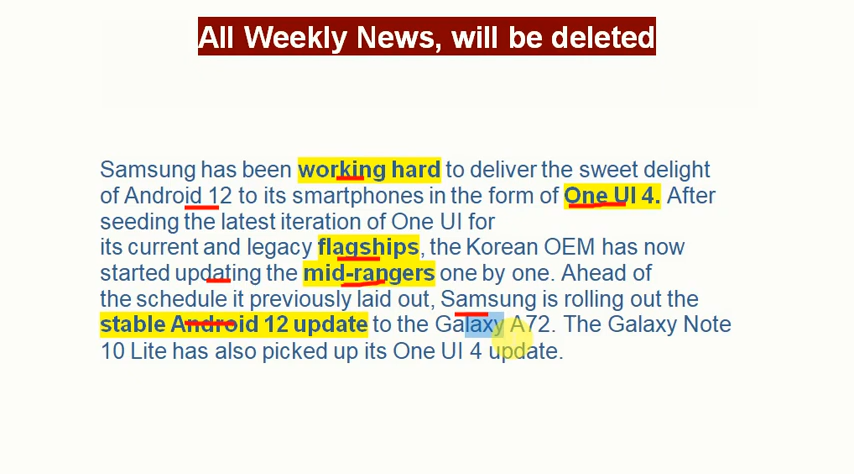 All Weekly News, will be deleted
Samsung has been working hard to deliver the sweet delight
of Android 12 to its smartphones in the form of One UI 4. After
seeding the latest iteration of One UI for
its current and legacy flagships, the Korean OEM has now
started updating the mid-rangers one by one. Ahead of
the schedule it previously laid out, Samsung is rolling out the
stable Android 12 update to the Galaxy A72. The Galaxy Note
10 Lite has also picked up its One UI 4 update.